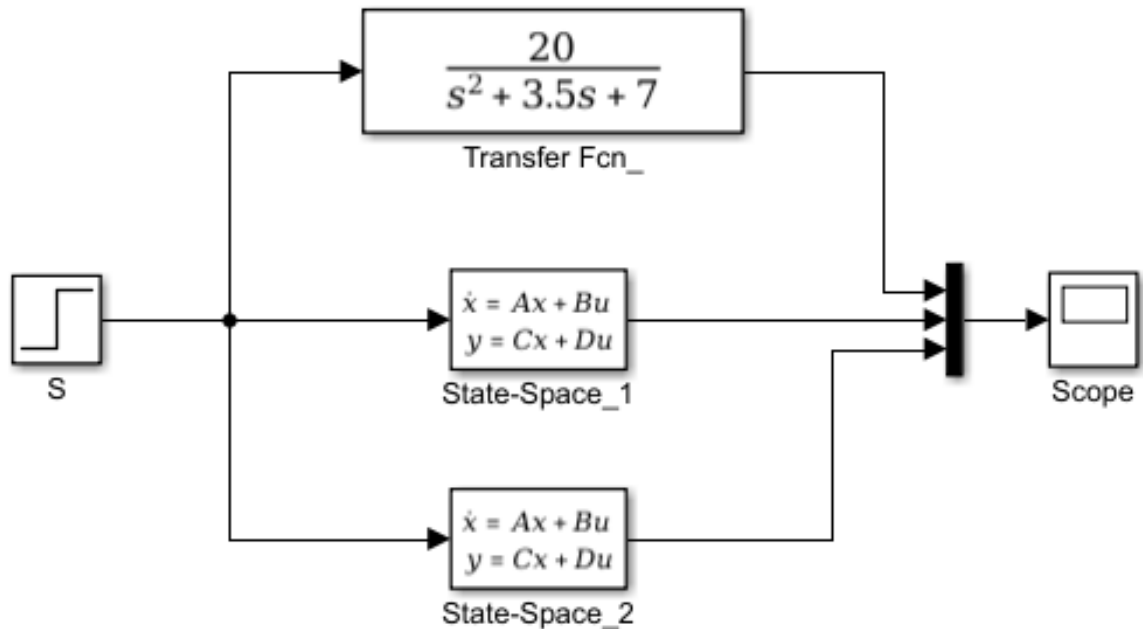 20
s² + 3.5s + 7
Transfer Fcn_
S
ẋ = Ax + Bu
y = Cx + Du
State-Space_1
Scope
ẋ = Ax + Bu
y = Cx + Du
State-Space_2